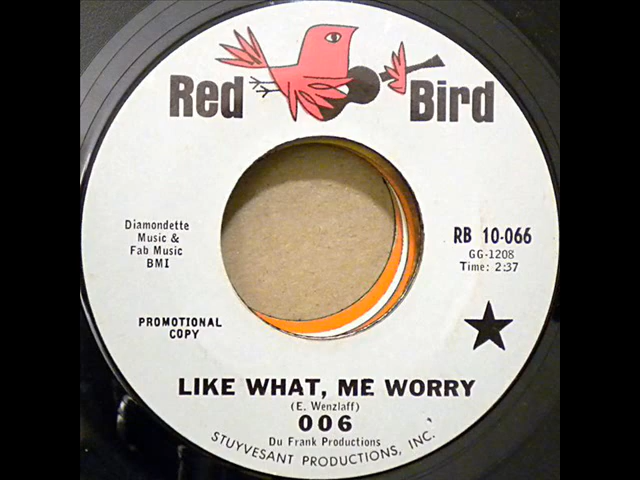 Red Bird
Diamondette
Music &
Fab Music
BMI
RB 10-066
GG-1208
Time: 2:37
PROMOTIONAL
COPY
LIKE WHAT, ME WORRY
(E. Wenzlaff)
006
Du Frank Productions
STUYVESANT PRODUCTIONS, INC.